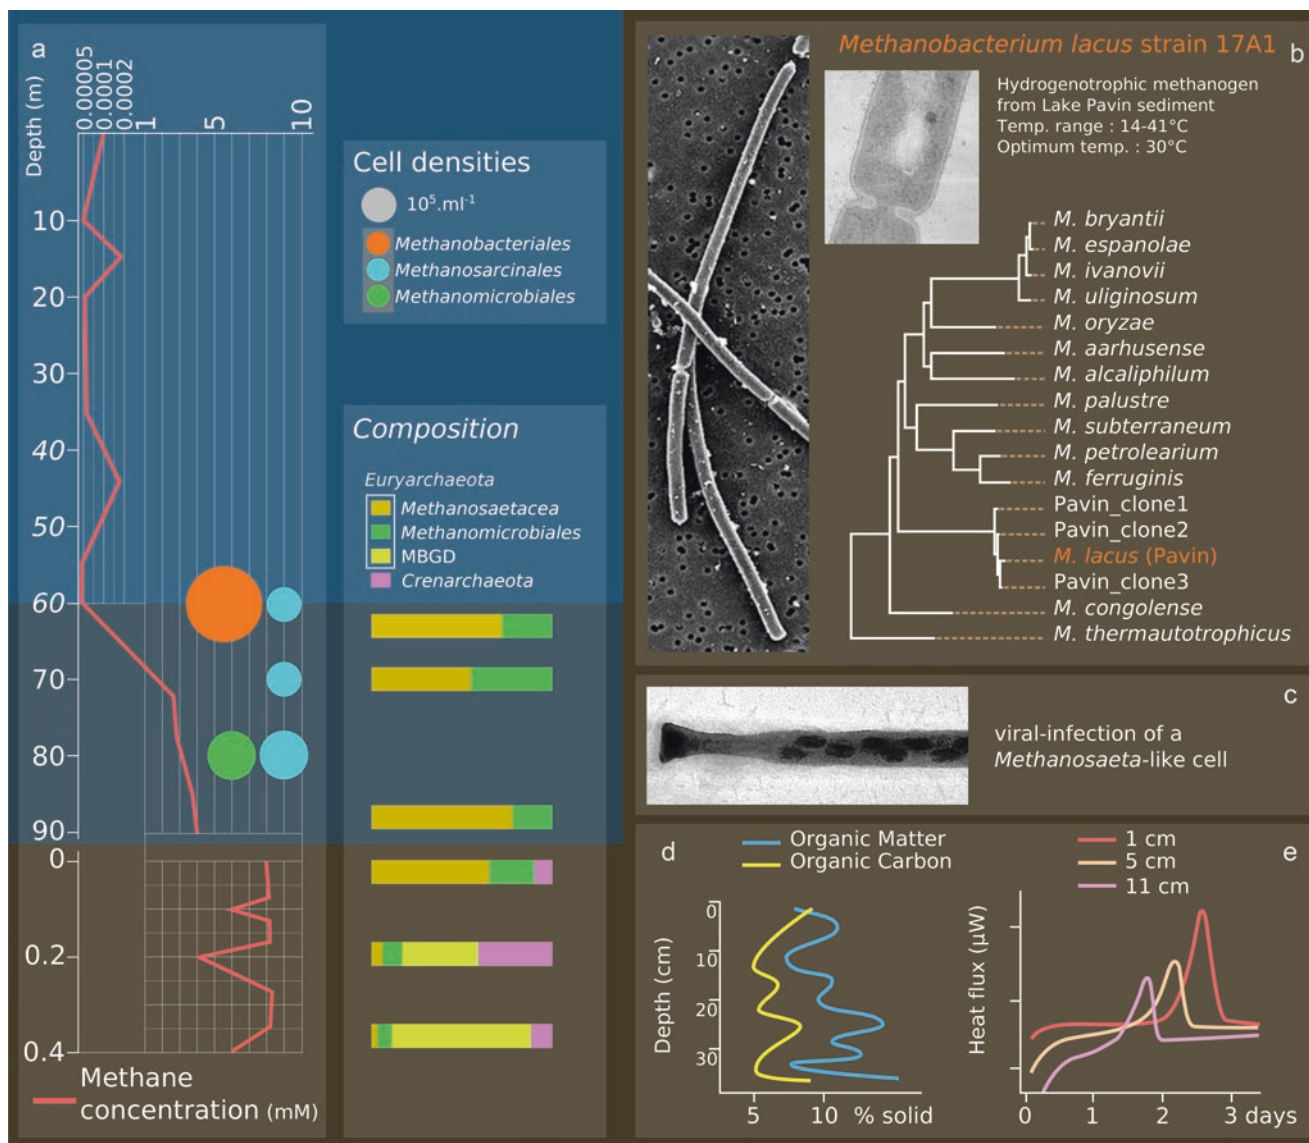 a
Depth (m)
0.00005
0.0001
0.0002
1
5
10
10
20
30
40
50
60
70
80
90
0
0.2
0.4
Methane
concentration (mM)
Cell densities
10⁵.ml⁻¹
Methanobacteriales
Methanosarcinales
Methanomicrobiales
Composition
Euryarchaeota
Methanosaetacea
Methanomicrobiales
MBGD
Crenarchaeota
Methanobacterium lacus strain 17A1
b
Hydrogenotrophic methanogen
from Lake Pavin sediment
Temp. range : 14-41°C
Optimum temp. : 30°C
M. bryantii
M. espanolae
M. ivanovii
M. uliginosum
M. oryzae
M. aarhusense
M. alcaliphilum
M. palustre
M. subterraneum
M. petrolearium
M. ferruginis
Pavin_clone1
Pavin_clone2
M. lacus (Pavin)
Pavin_clone3
M. congolense
M. thermautotrophicus
c
viral-infection of a
Methanosaeta-like cell
d
Organic Matter
Organic Carbon
Depth (cm)
0
10
20
30
5 10 % solid
e
1 cm
5 cm
11 cm
Heat flux (μW)
0 1 2 3 days